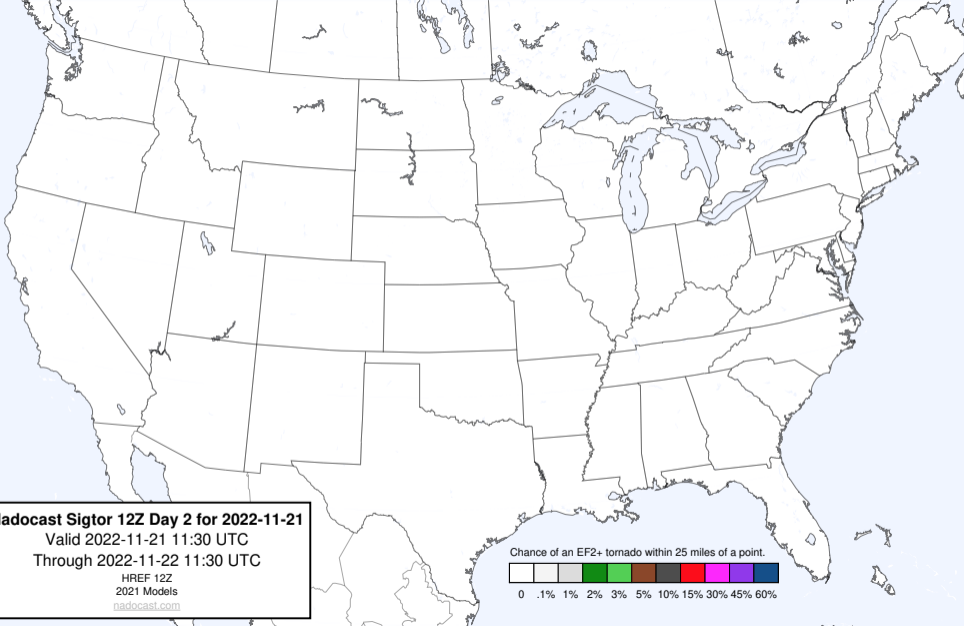 adocast Sigtor 12Z Day 2 for 2022-11-21
Valid 2022-11-21 11:30 UTC
Through 2022-11-22 11:30 UTC
HREF 12Z
2021 Models
nadocast.com
Chance of an EF2+ tornado within 25 miles of a point.
0 .1% 1% 2% 3% 5% 10% 15% 30% 45% 60%